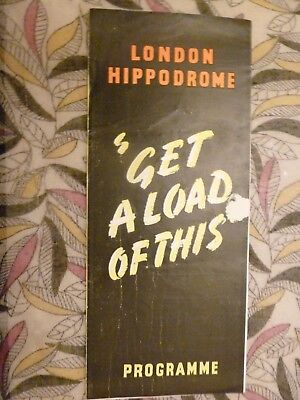 LONDON
HIPPODROME
'GET
A LOAD
OF THIS'
PROGRAMME